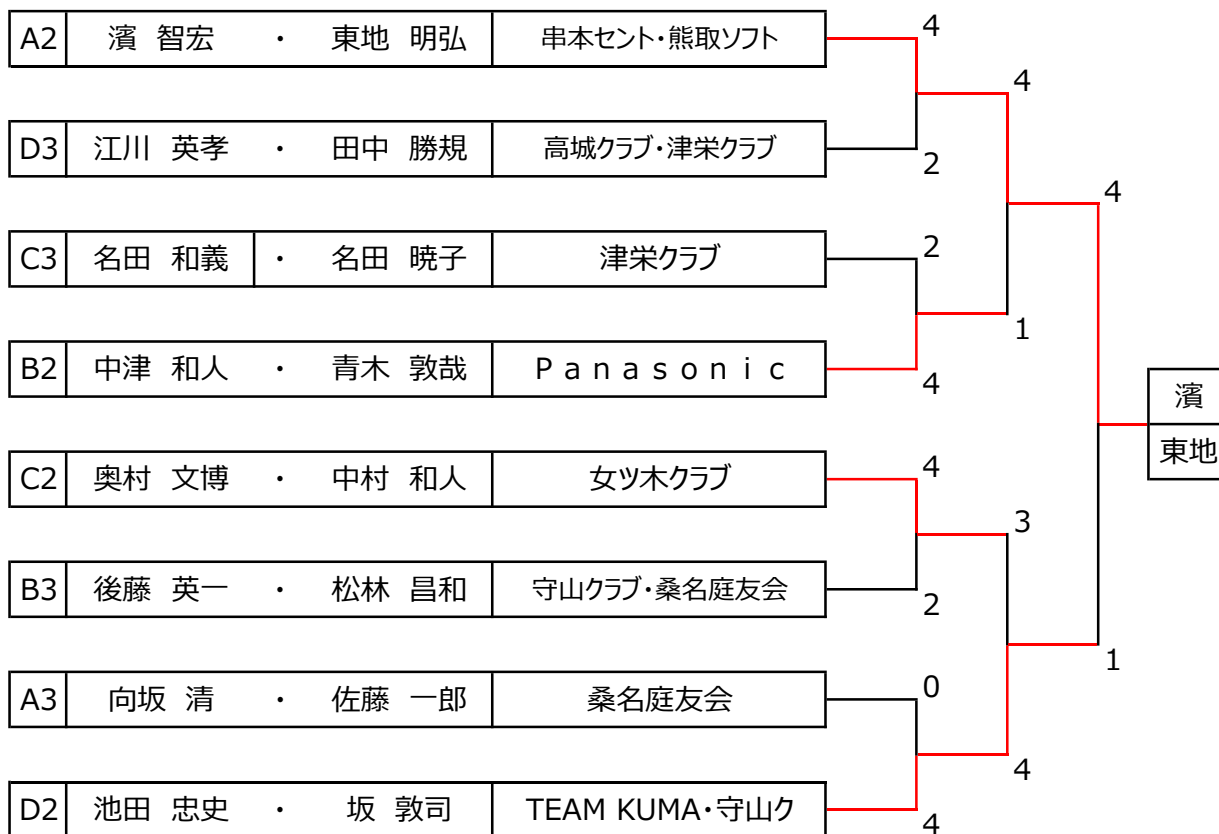 A2 濱 智宏 ・ 東地 明弘 串本セント・熊取ソフト 4
4
D3 江川 英孝 ・ 田中 勝規 高城クラブ・津栄クラブ 2
4
C3 名田 和義 ・ 名田 暁子 津栄クラブ 2
1
B2 中津 和人 ・ 青木 敦哉 Panasonic 4
濱
東地
C2 奥村 文博 ・ 中村 和人 女ツ木クラブ 4
3
B3 後藤 英一 ・ 松林 昌和 守山クラブ・桑名庭友会 2
1
A3 向坂 清 ・ 佐藤 一郎 桑名庭友会 0
4
D2 池田 忠史 ・ 坂 敦司 TEAM KUMA・守山ク 4